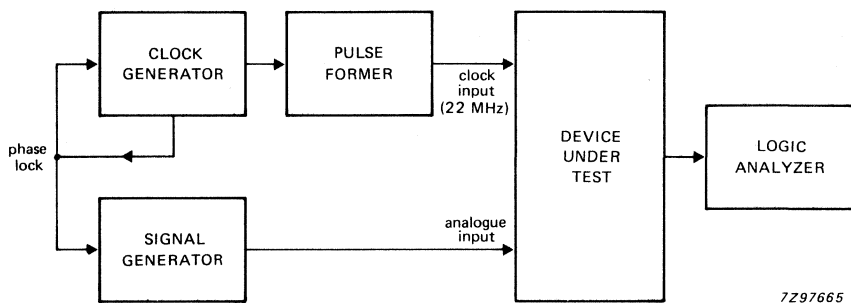 CLOCK
GENERATOR
PULSE
FORMER
clock
input
(22 MHz)
phase
lock
DEVICE
UNDER
TEST
LOGIC
ANALYZER
SIGNAL
GENERATOR
analogue
input
7Z97665